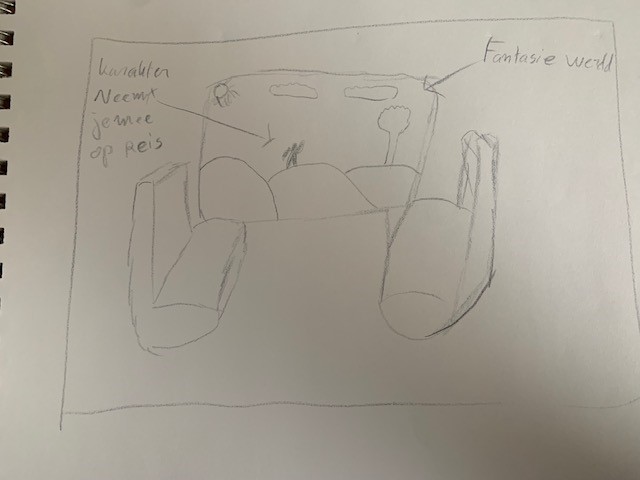 karakter
Neemt
je mee
op Reis
Fantasie wereld